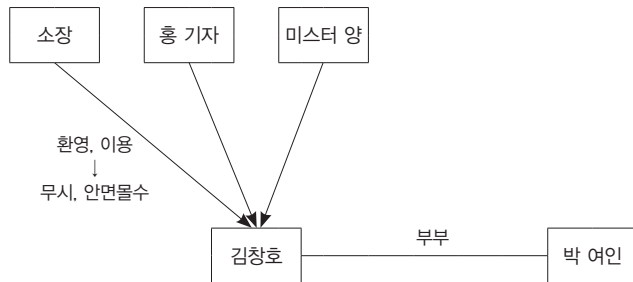 소장
홍 기자
미스터 양
환영, 이용
↓
무시, 안면몰수
부부
김창호
박 여인